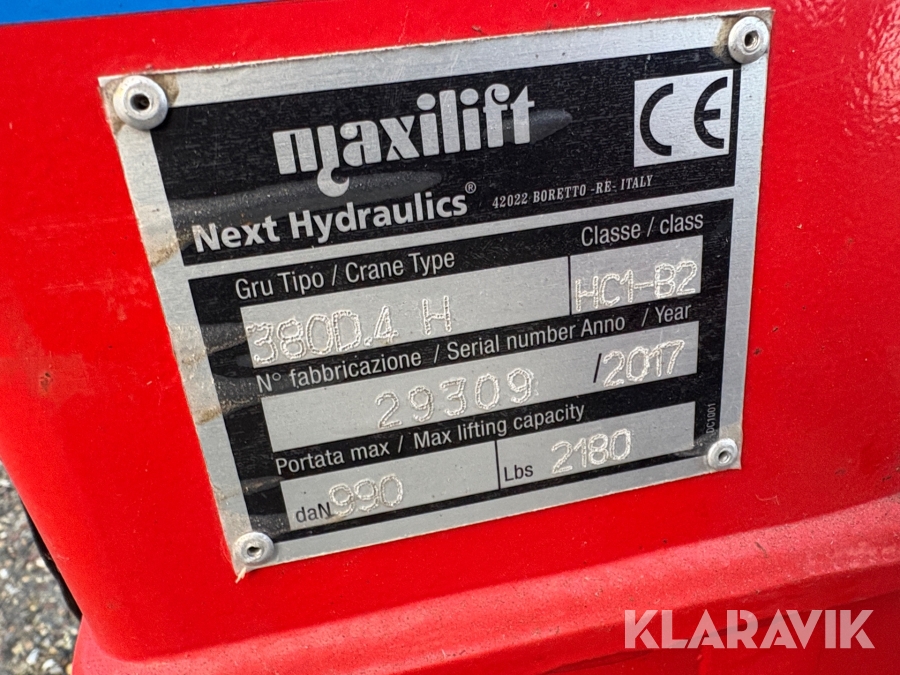 maxilift
CE
Next Hydraulics® 42022 BORETTO -RE- ITALY
Gru Tipo / Crane Type Classe / class
380D.4 H HC1-B2
N° fabbricazione / Serial number Anno / Year
29309 /2017
Portata max / Max lifting capacity
daN 990 Lbs 2180
DC1001
KLARAVIK